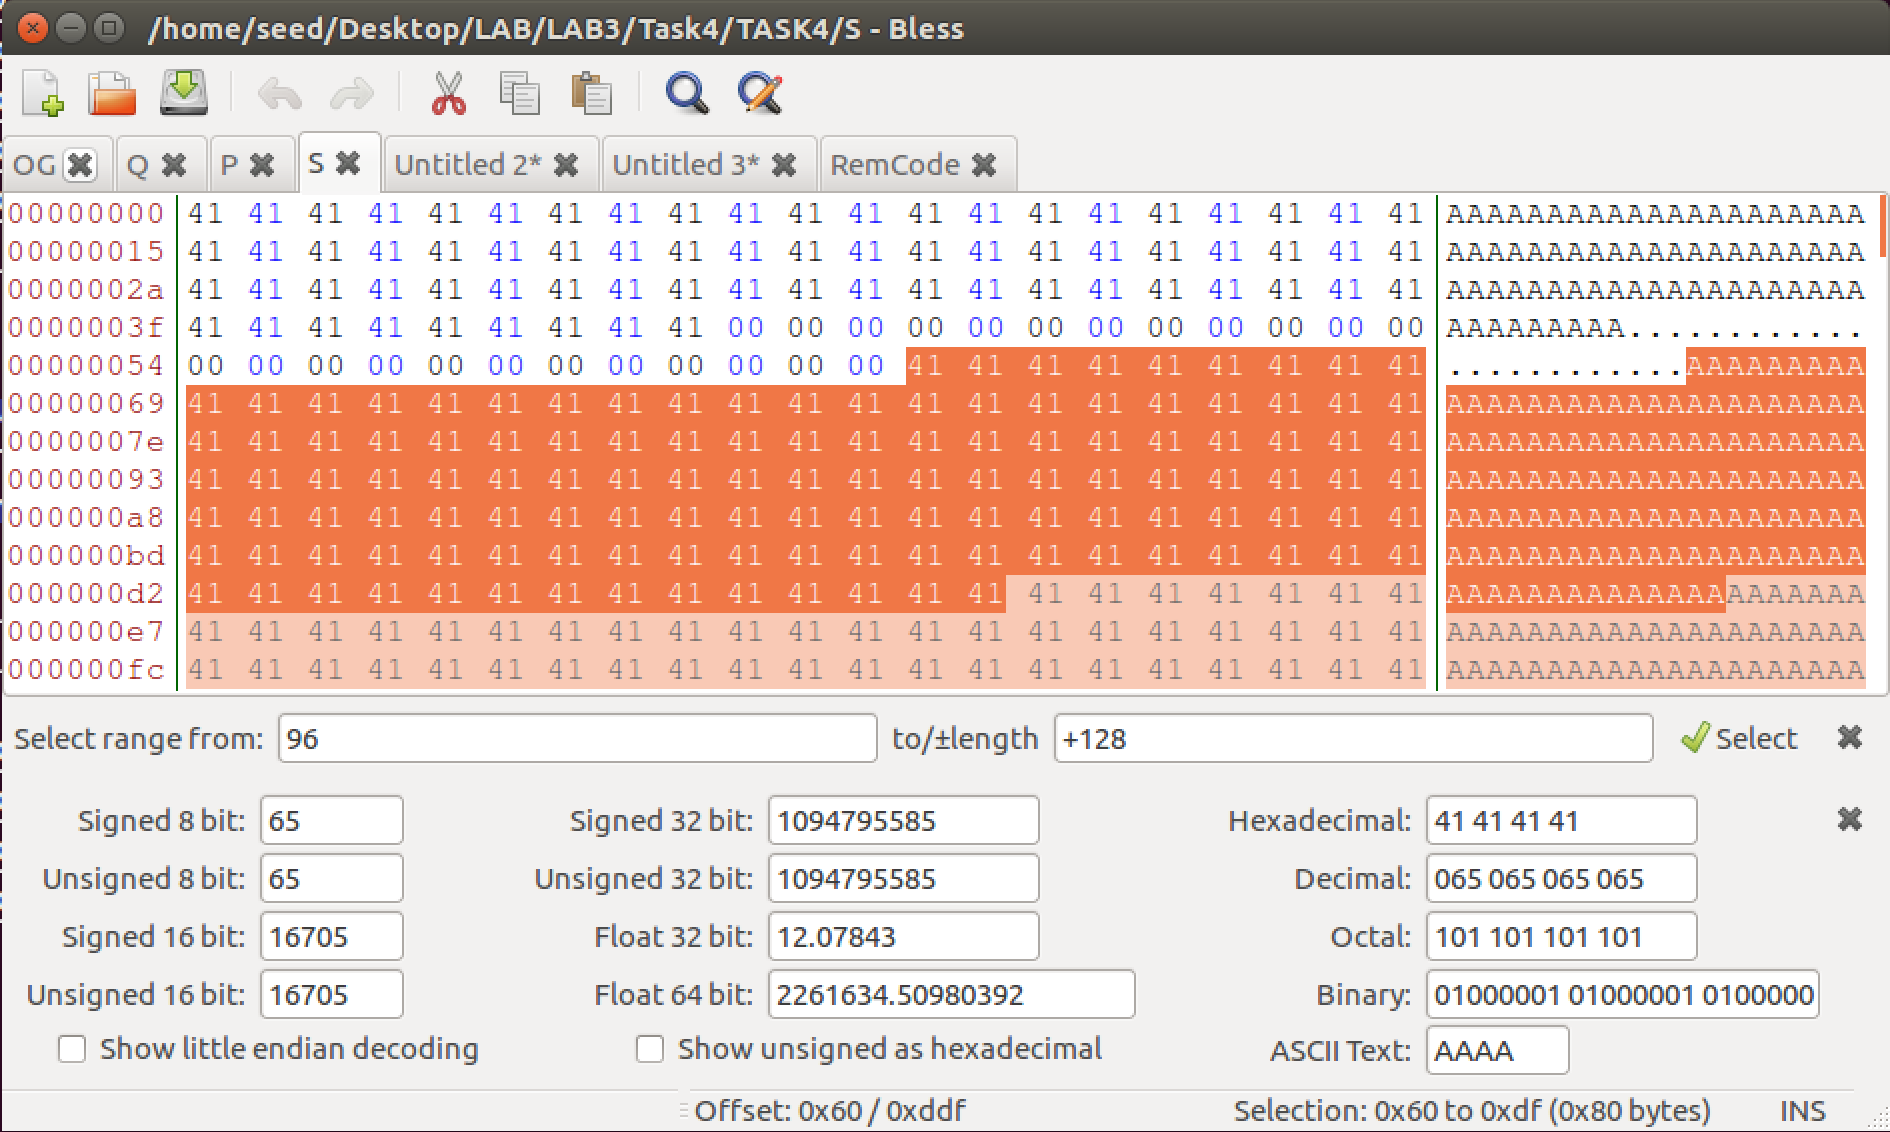 /home/seed/Desktop/LAB/LAB3/Task4/TASK4/S - Bless
OG Q P S Untitled 2* Untitled 3* RemCode
00000000 41 41 41 41 41 41 41 41 41 41 41 41 41 41 41 41 41 41 41 41 41 AAAAAAAAAAAAAAAAAAAAA
00000015 41 41 41 41 41 41 41 41 41 41 41 41 41 41 41 41 41 41 41 41 41 AAAAAAAAAAAAAAAAAAAAA
0000002a 41 41 41 41 41 41 41 41 41 41 41 41 41 41 41 41 41 41 41 41 41 AAAAAAAAAAAAAAAAAAAAA
0000003f 41 41 41 41 41 41 41 41 41 00 00 00 00 00 00 00 00 00 00 00 00 AAAAAAAAA............
00000054 00 00 00 00 00 00 00 00 00 00 00 00 41 41 41 41 41 41 41 41 41 ............AAAAAAAAA
00000069 41 41 41 41 41 41 41 41 41 41 41 41 41 41 41 41 41 41 41 41 41 AAAAAAAAAAAAAAAAAAAAA
0000007e 41 41 41 41 41 41 41 41 41 41 41 41 41 41 41 41 41 41 41 41 41 AAAAAAAAAAAAAAAAAAAAA
00000093 41 41 41 41 41 41 41 41 41 41 41 41 41 41 41 41 41 41 41 41 41 AAAAAAAAAAAAAAAAAAAAA
000000a8 41 41 41 41 41 41 41 41 41 41 41 41 41 41 41 41 41 41 41 41 41 AAAAAAAAAAAAAAAAAAAAA
000000bd 41 41 41 41 41 41 41 41 41 41 41 41 41 41 41 41 41 41 41 41 41 AAAAAAAAAAAAAAAAAAAAA
000000d2 41 41 41 41 41 41 41 41 41 41 41 41 41 41 41 41 41 41 41 41 41 AAAAAAAAAAAAAAAAAAAAA
000000e7 41 41 41 41 41 41 41 41 41 41 41 41 41 41 41 41 41 41 41 41 41 AAAAAAAAAAAAAAAAAAAAA
000000fc 41 41 41 41 41 41 41 41 41 41 41 41 41 41 41 41 41 41 41 41 41 AAAAAAAAAAAAAAAAAAAAA
Select range from: 96 to/±length +128 Select
Signed 8 bit: 65 Signed 32 bit: 1094795585 Hexadecimal: 41 41 41 41
Unsigned 8 bit: 65 Unsigned 32 bit: 1094795585 Decimal: 065 065 065 065
Signed 16 bit: 16705 Float 32 bit: 12.07843 Octal: 101 101 101 101
Unsigned 16 bit: 16705 Float 64 bit: 2261634.50980392 Binary: 01000001 01000001 0100000
Show little endian decoding Show unsigned as hexadecimal ASCII Text: AAAA
Offset: 0x60 / 0xddf Selection: 0x60 to 0xdf (0x80 bytes) INS